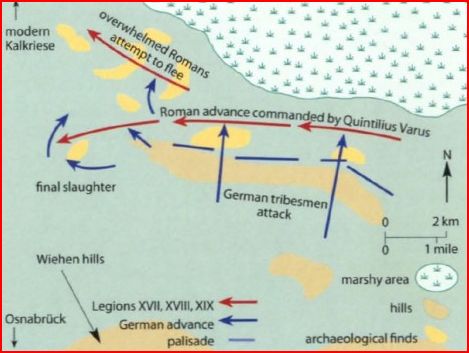 modern
Kalkriese
overwhelmed Romans
attempt to flee
Roman advance commanded by Quintilius Varus
final slaughter
German tribesmen
attack
N
0 2 km
0 1 mile
Wiehen hills
marshy area
Legions XVII, XVIII, XIX
hills
Osnabrück
German advance
palisade
archaeological finds